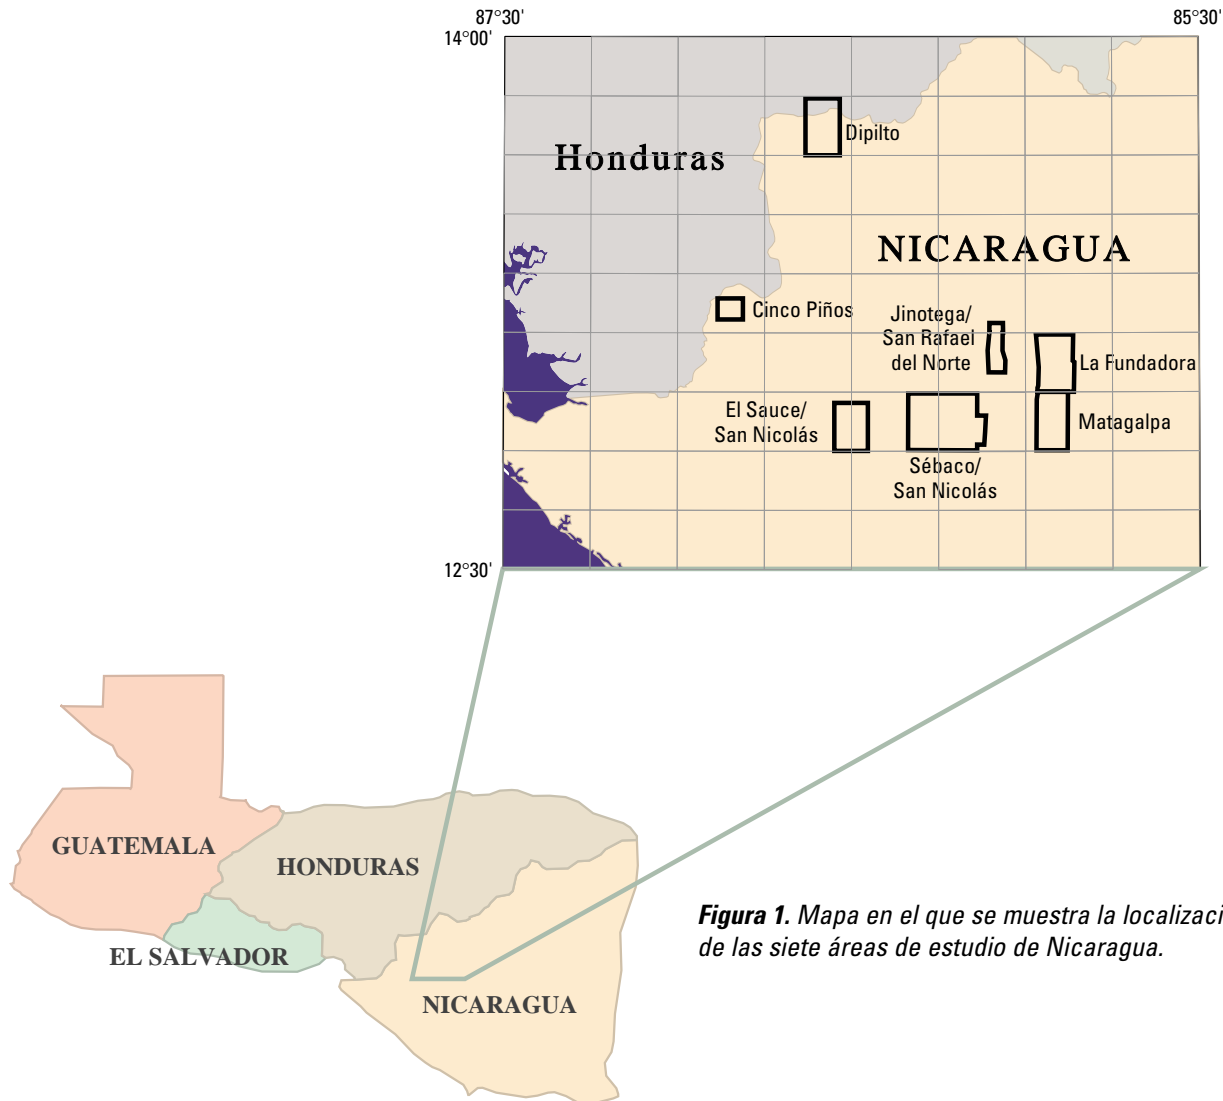 87°30'
85°30'
14°00'
Dipilto
Honduras
NICARAGUA
Cinco Piños
Jinotega/
San Rafael
del Norte
La Fundadora
El Sauce/
San Nicolás
Matagalpa
Sébaco/
San Nicolás
12°30'
GUATEMALA
HONDURAS
EL SALVADOR
NICARAGUA
Figura 1. Mapa en el que se muestra la localizaci
de las siete áreas de estudio de Nicaragua.